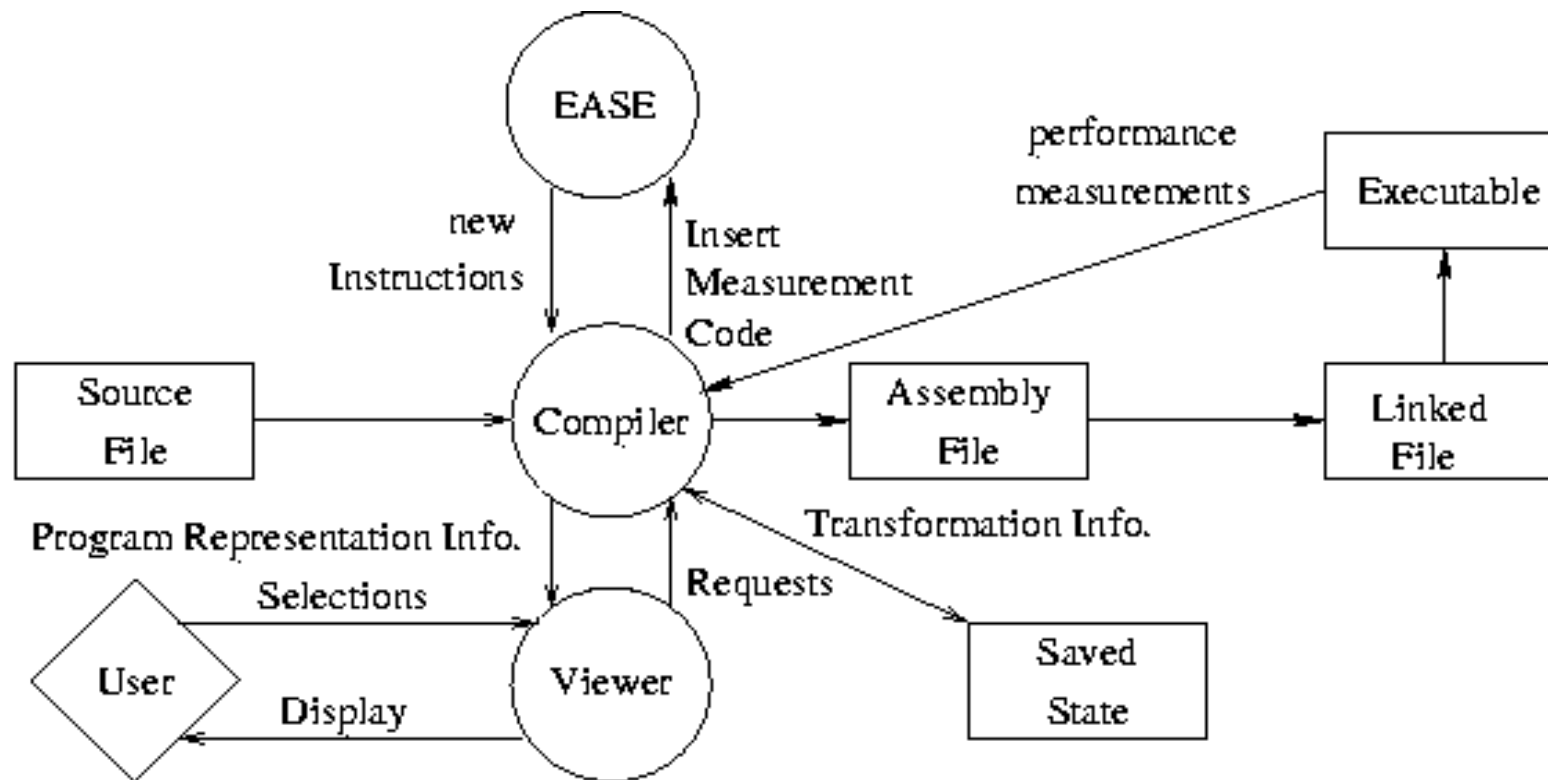 EASE
performance
measurements
Executable
new
Instructions
Insert
Measurement
Code
Source
File
Compiler
Assembly
File
Linked
File
Program Representation Info.
Transformation Info.
Selections
Requests
User
Viewer
Saved
State
Display